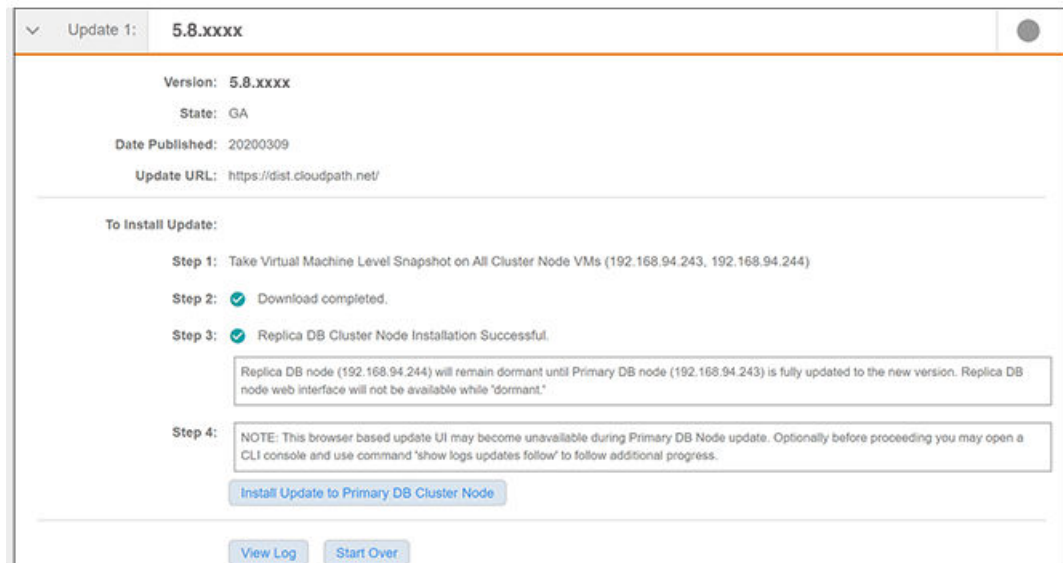 Update 1: 5.8.xxxx
Version: 5.8.xxxx
State: GA
Date Published: 20200309
Update URL: https://dist.cloudpath.net/
To Install Update:
Step 1: Take Virtual Machine Level Snapshot on All Cluster Node VMs (192.168.94.243, 192.168.94.244)
Step 2: Download completed.
Step 3: Replica DB Cluster Node Installation Successful.
Replica DB node (192.168.94.244) will remain dormant until Primary DB node (192.168.94.243) is fully updated to the new version. Replica DB
node web interface will not be available while "dormant."
Step 4: NOTE: This browser based update UI may become unavailable during Primary DB Node update. Optionally before proceeding you may open a
CLI console and use command 'show logs updates follow' to follow additional progress.
Install Update to Primary DB Cluster Node
View Log Start Over